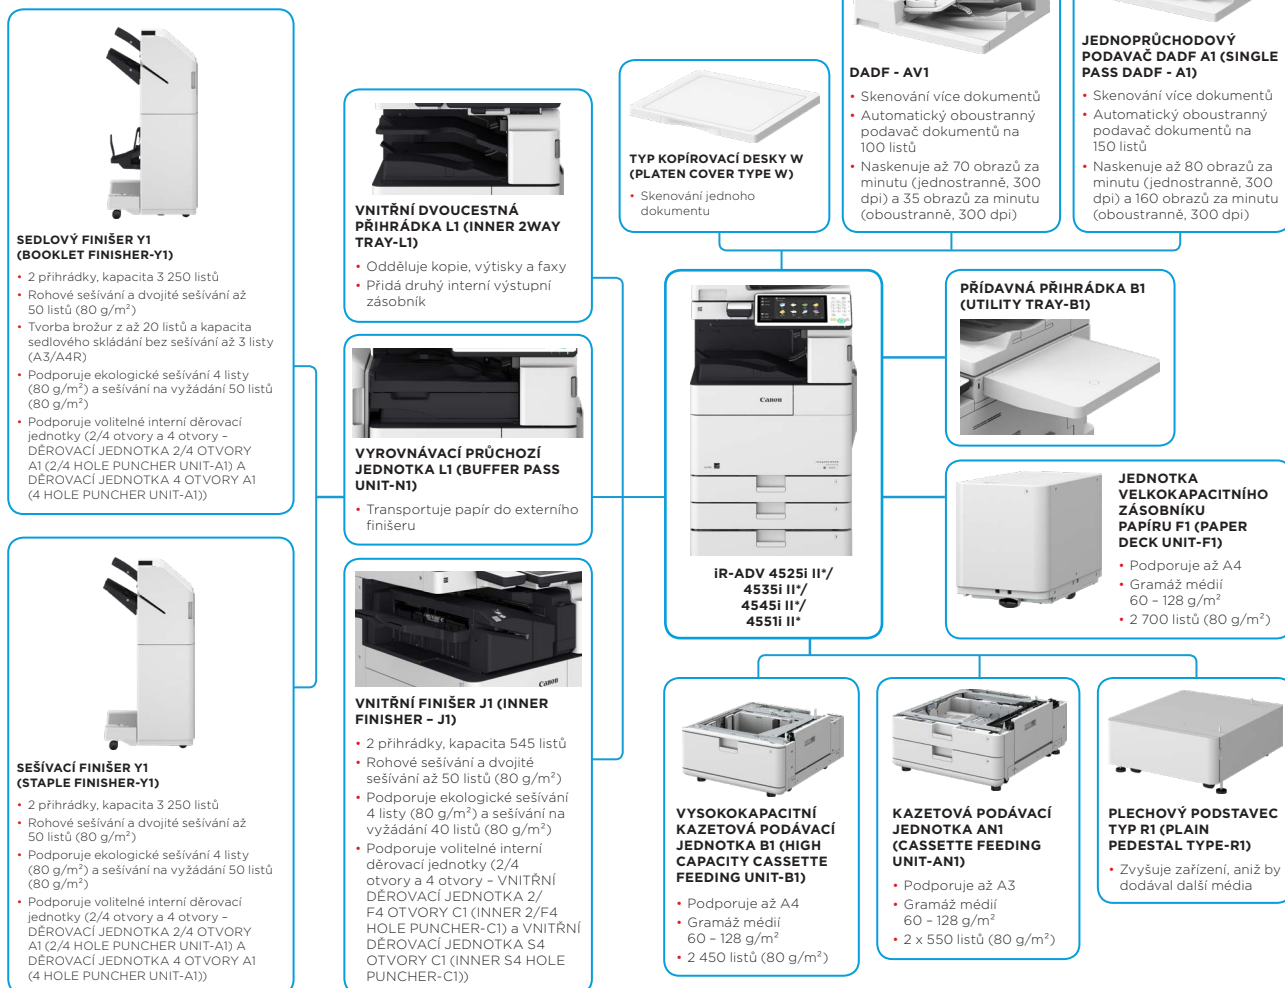 SEDLOVÝ FINIŠER Y1
(BOOKLET FINISHER-Y1)
• 2 přihrádky, kapacita 3 250 listů
• Rohové sešívání a dvojité sešívání až
50 listů (80 g/m²)
• Tvorba brožur z až 20 listů a kapacita
sedlového skládání bez sešívání až 3 listy
(A3/A4R)
• Podporuje ekologické sešívání 4 listy
(80 g/m²) a sešívání na vyžádání 50 listů
(80 g/m²)
• Podporuje volitelné interní děrovací
jednotky (2/4 otvory a 4 otvory –
DĚROVACÍ JEDNOTKA 2/4 OTVORY
A1 (2/4 HOLE PUNCHER UNIT-A1) A
DĚROVACÍ JEDNOTKA 4 OTVORY A1
(4 HOLE PUNCHER UNIT-A1))
SEŠÍVACÍ FINIŠER Y1
(STAPLE FINISHER-Y1)
• 2 přihrádky, kapacita 3 250 listů
• Rohové sešívání a dvojité sešívání až
50 listů (80 g/m²)
• Podporuje ekologické sešívání 4 listy
(80 g/m²) a sešívání na vyžádání 50 listů
(80 g/m²)
• Podporuje volitelné interní děrovací
jednotky (2/4 otvory a 4 otvory –
DĚROVACÍ JEDNOTKA 2/4 OTVORY
A1 (2/4 HOLE PUNCHER UNIT-A1) A
DĚROVACÍ JEDNOTKA 4 OTVORY A1
(4 HOLE PUNCHER UNIT-A1))
VNITŘNÍ DVOUCESTNÁ
PŘIHRÁDKA L1 (INNER 2WAY
TRAY-L1)
• Odděluje kopie, výtisky a faxy
• Přidá druhý interní výstupní
zásobník
VYROVNÁVACÍ PRŮCHOZÍ
JEDNOTKA L1 (BUFFER PASS
UNIT-N1)
• Transportuje papír do externího
finišeru
Canon
VNITŘNÍ FINIŠER J1 (INNER
FINISHER – J1)
• 2 přihrádky, kapacita 545 listů
• Rohové sešívání a dvojité
sešívání až 50 listů (80 g/m²)
• Podporuje ekologické sešívání
4 listy (80 g/m²) a sešívání na
vyžádání 40 listů (80 g/m²)
• Podporuje volitelné interní
děrovací jednotky (2/4
otvory a 4 otvory – VNITŘNÍ
DĚROVACÍ JEDNOTKA 2/
F4 OTVORY C1 (INNER 2/F4
HOLE PUNCHER-C1) a VNITŘNÍ
DĚROVACÍ JEDNOTKA S4
OTVORY C1 (INNER S4 HOLE
PUNCHER-C1))
TYP KOPÍROVACÍ DESKY W
(PLATEN COVER TYPE W)
• Skenování jednoho
dokumentu
DADF - AV1
• Skenování více dokumentů
• Automatický oboustranný
podavač dokumentů na
100 listů
• Naskenuje až 70 obrazů za
minutu (jednostranně, 300
dpi) a 35 obrazů za minutu
(oboustranně, 300 dpi)
JEDNOPRŮCHODOVÝ
PODAVAČ DADF A1 (SINGLE
PASS DADF - A1)
• Skenování více dokumentů
• Automatický oboustranný
podavač dokumentů na
150 listů
• Naskenuje až 80 obrazů za
minutu (jednostranně, 300
dpi) a 160 obrazů za minutu
(oboustranně, 300 dpi)
Canon
iR-ADV 4525i II*/
4535i II*/
4545i II*/
4551i II*
PŘÍDAVNÁ PŘIHRÁDKA B1
(UTILITY TRAY-B1)
JEDNOTKA
VELKOKAPACITNÍHO
ZÁSOBNÍKU
PAPÍRU F1 (PAPER
DECK UNIT-F1)
• Podporuje až A4
• Gramáž médií
60 – 128 g/m²
• 2 700 listů (80 g/m²)
VYSOKOKAPACITNÍ
KAZETOVÁ PODÁVACÍ
JEDNOTKA B1 (HIGH
CAPACITY CASSETTE
FEEDING UNIT-B1)
• Podporuje až A4
• Gramáž médií
60 – 128 g/m²
• 2 450 listů (80 g/m²)
KAZETOVÁ PODÁVACÍ
JEDNOTKA AN1
(CASSETTE FEEDING
UNIT-AN1)
• Podporuje až A3
• Gramáž médií
60 – 128 g/m²
• 2 x 550 listů (80 g/m²)
PLECHOVÝ PODSTAVEC
TYP R1 (PLAIN
PEDESTAL TYPE-R1)
• Zvyšuje zařízení, aniž by
dodával další média